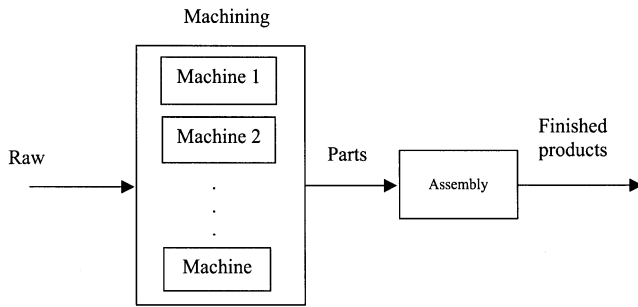 Machining
Machine 1
Machine 2
.
.
.
Machine
Raw
Parts
Assembly
Finished
products